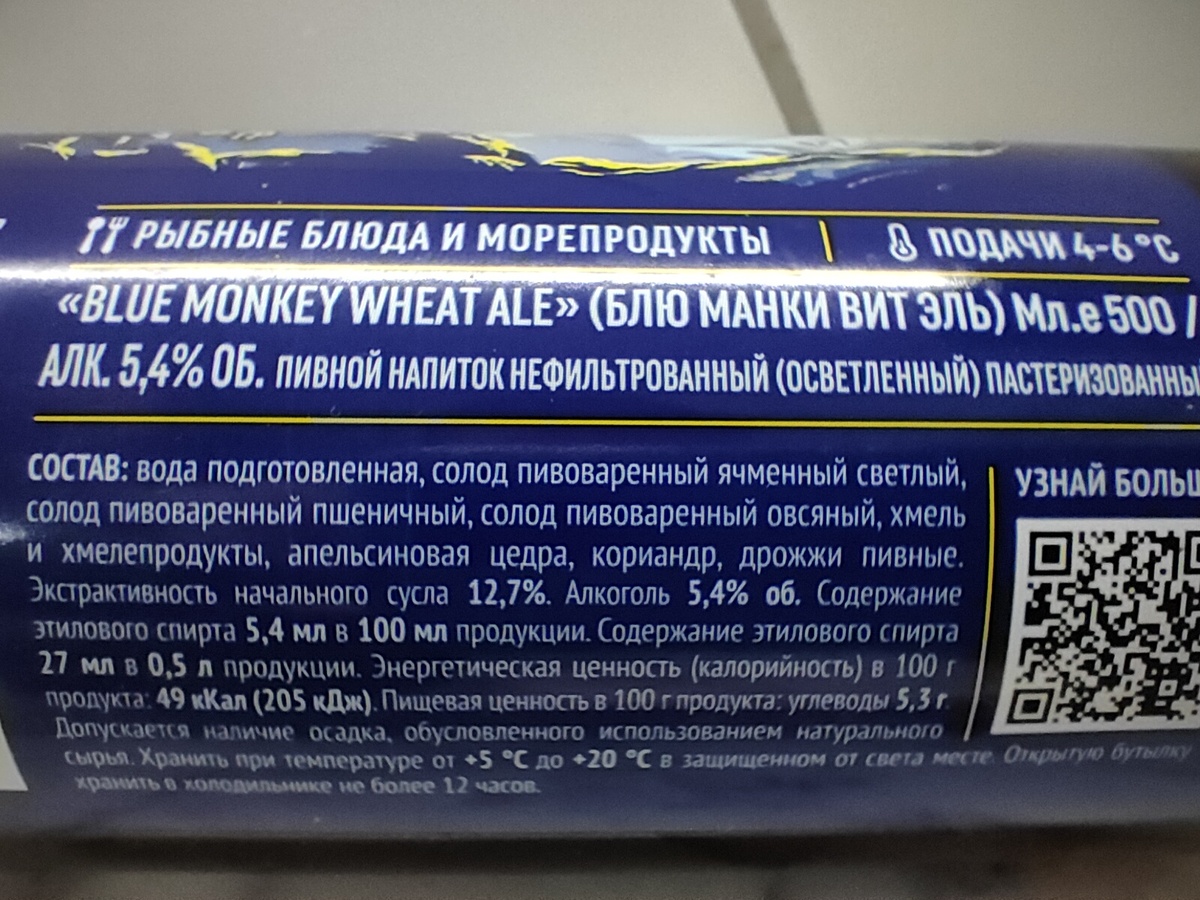 РЫБНЫЕ БЛЮДА И МОРЕПРОДУКТЫ | ПОДАЧИ 4-6°C
«BLUE MONKEY WHEAT ALE» (БЛЮ МАНКИ ВИТ ЭЛЬ) Мл.е 500 /
АЛК. 5,4% ОБ. ПИВНОЙ НАПИТОК НЕФИЛЬТРОВАННЫЙ (ОСВЕТЛЕННЫЙ) ПАСТЕРИЗОВАННЫ
СОСТАВ: вода подготовленная, солод пивоваренный ячменный светлый,
солод пивоваренный пшеничный, солод пивоваренный овсяный, хмель
и хмелепродукты, апельсиновая цедра, кориандр, дрожжи пивные.
Экстрактивность начального сусла 12,7%. Алкоголь 5,4% об. Содержание
этилового спирта 5,4 мл в 100 мл продукции. Содержание этилового спирта
27 мл в 0,5 л продукции. Энергетическая ценность (калорийность) в 100 г
продукта: 49 кКал (205 кДж). Пищевая ценность в 100 г продукта: углеводы 5,3 г.
Допускается наличие осадка, обусловленного использованием натурального
сырья. Хранить при температуре от +5 °C до +20 °C в защищенном от света месте. Открытую бутылку
хранить в холодильнике не более 12 часов.
УЗНАЙ БОЛЬШ